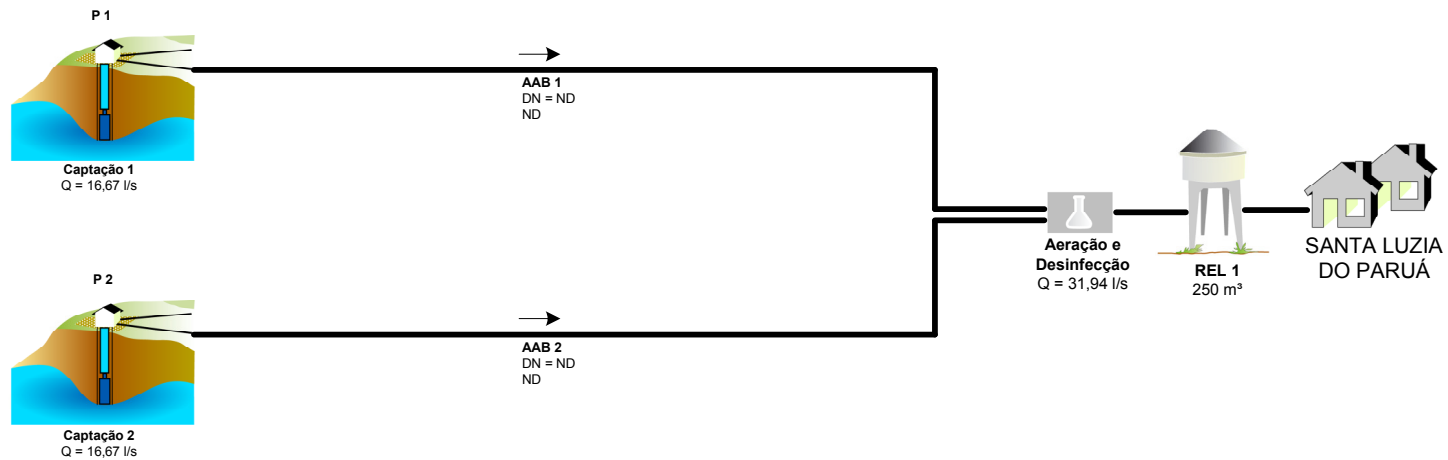 P 1
Captação 1
Q = 16,67 l/s
AAB 1
DN = ND
ND
P 2
Captação 2
Q = 16,67 l/s
AAB 2
DN = ND
ND
Aeração e
Desinfecção
Q = 31,94 l/s
REL 1
250 m³
SANTA LUZIA
DO PARUÁ